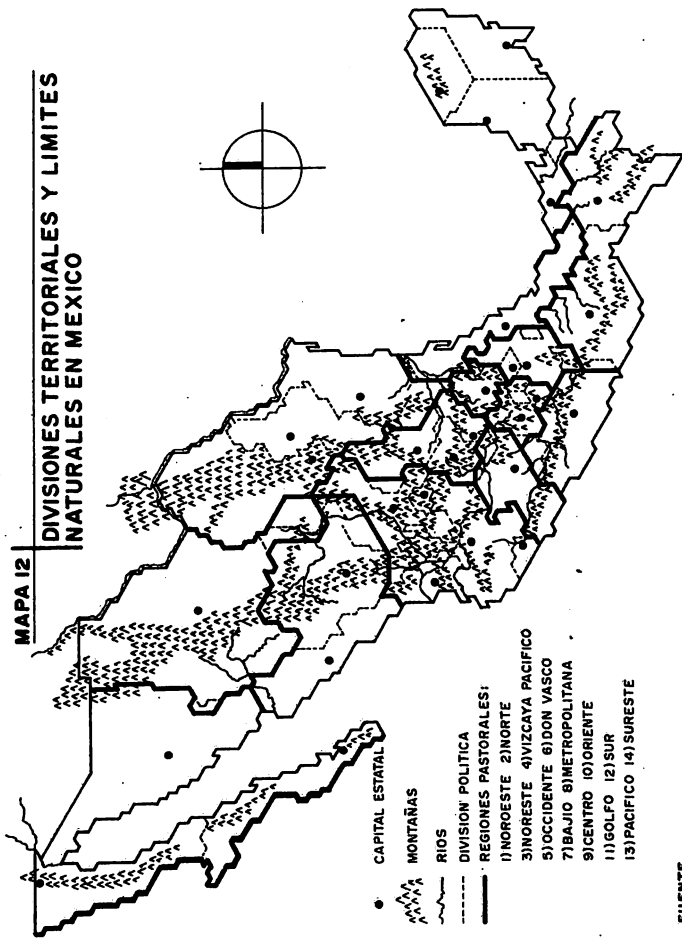 MAPA 12
DIVISIONES TERRITORIALES Y LIMITES
NATURALES EN MEXICO
CAPITAL ESTATAL
MONTAÑAS
RIOS
DIVISION POLITICA
REGIONES PASTORALES:
1)NOROESTE 2)NORTE
3)NORESTE 4)VIZCAYA PACIFICO
5)OCCIDENTE 6)DON VASCO
7)BAJIO 8)METROPOLITANA
9)CENTRO 10)ORIENTE
11)GOLFO 12)SUR
13)PACIFICO 14)SURESTE
FUENTE